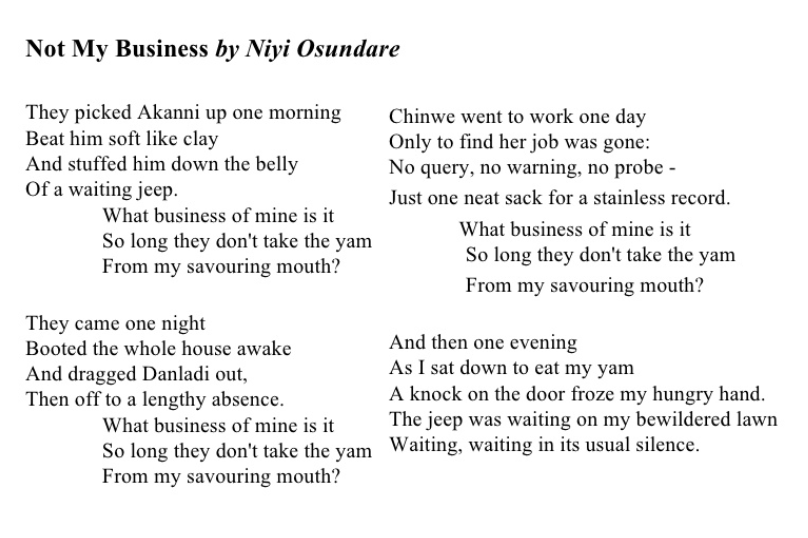 Not My Business by Niyi Osundare
They picked Akanni up one morning
Beat him soft like clay
And stuffed him down the belly
Of a waiting jeep.
What business of mine is it
So long they don't take the yam
From my savouring mouth?
They came one night
Booted the whole house awake
And dragged Danladi out,
Then off to a lengthy absence.
What business of mine is it
So long they don't take the yam
From my savouring mouth?
Chinwe went to work one day
Only to find her job was gone:
No query, no warning, no probe -
Just one neat sack for a stainless record.
What business of mine is it
So long they don't take the yam
From my savouring mouth?
And then one evening
As I sat down to eat my yam
A knock on the door froze my hungry hand.
The jeep was waiting on my bewildered lawn
Waiting, waiting in its usual silence.